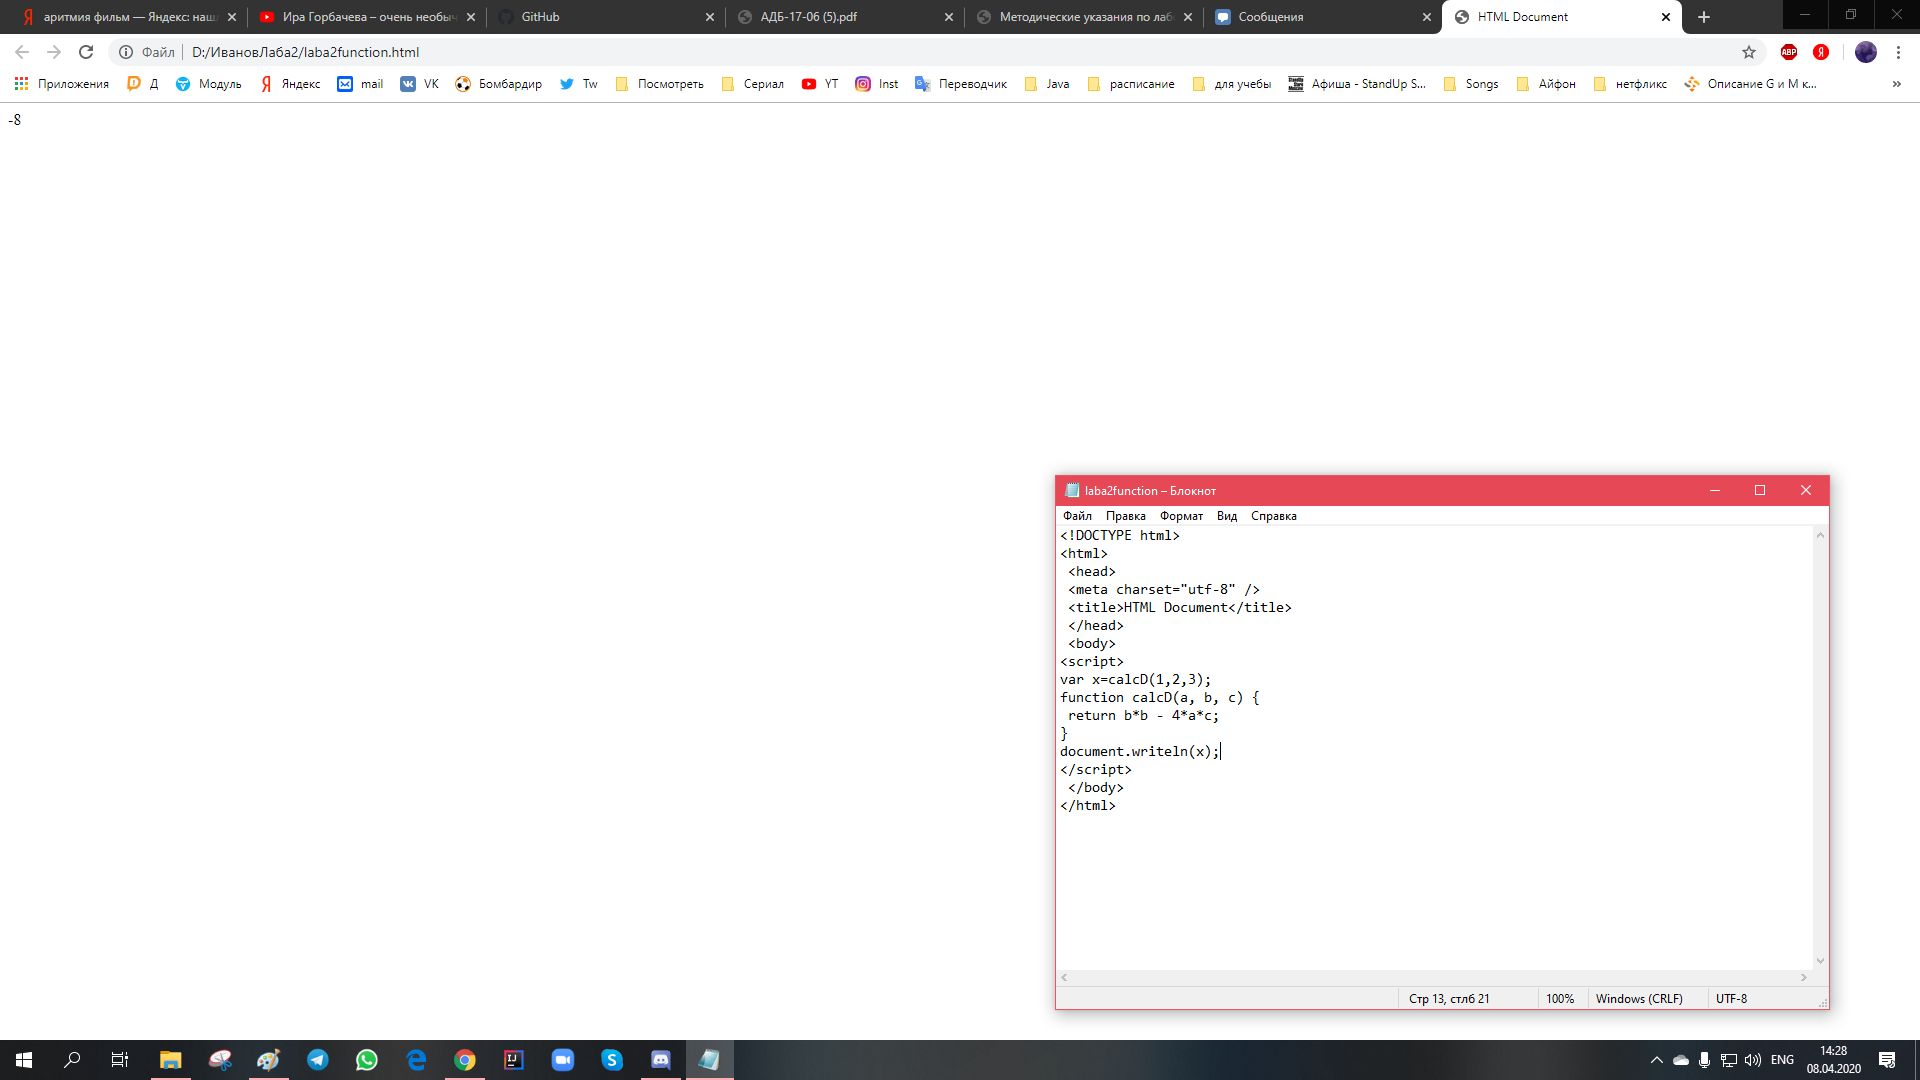 аритмия фильм — Яндекс: наш
Ира Горбачева – очень необыч
GitHub
АДБ-17-06 (5).pdf
Методические указания по лаб
Сообщения
HTML Document
Файл
D:/ИвановЛаба2/laba2function.html
ABP
Приложения
Д
Модуль
Яндекс
mail
VK
Бомбардир
Tw
Посмотреть
Сериал
YT
Inst
Переводчик
Java
расписание
для учебы
Афиша - StandUp S...
Songs
Айфон
нетфликс
Описание G и M к...
-8
laba2function – Блокнот
Файл Правка Формат Вид Справка
<!DOCTYPE html>
<html>
<head>
<meta charset="utf-8" />
<title>HTML Document</title>
</head>
<body>
<script>
var x=calcD(1,2,3);
function calcD(a, b, c) {
return b*b - 4*a*c;
}
document.writeln(x);
</script>
</body>
</html>
Стр 13, стлб 21
100%
Windows (CRLF)
UTF-8
ENG
14:28
08.04.2020